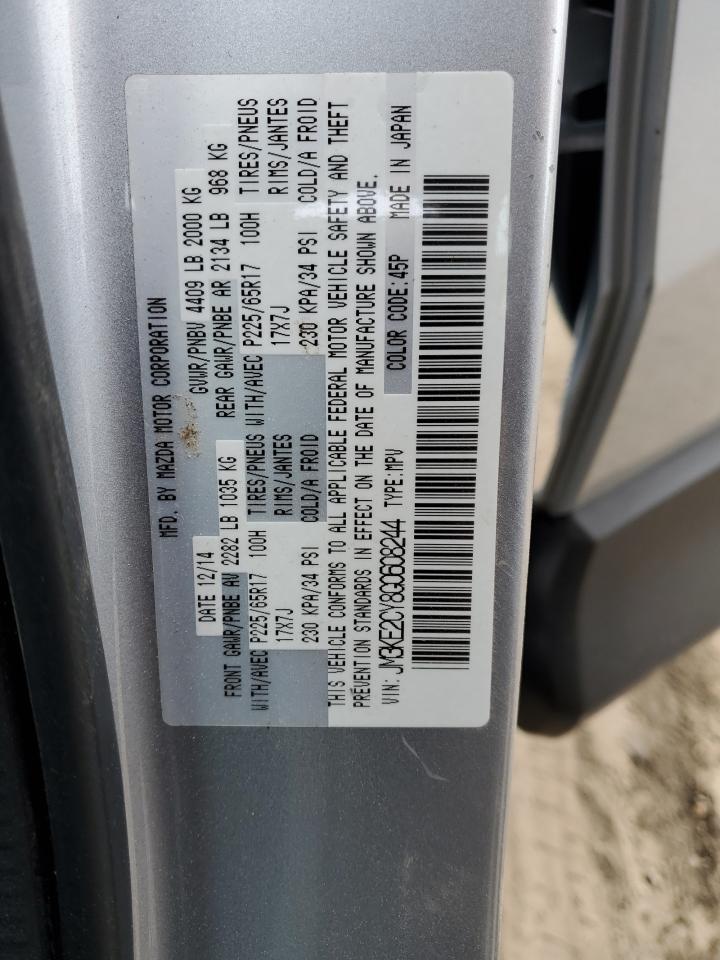 MFD. BY MAZDA MOTOR CORPORATION
DATE 12/14 GVWR/PNBV 4409 LB 2000 KG
FRONT GAWR/PNBE AV 2282 LB 1035 KG REAR GAWR/PNBE AR 2134 LB 968 KG
WITH/AVEC P225/65R17 100H TIRES/PNEUS WITH/AVEC P225/65R17 100H TIRES/PNEUS
17X7J RIMS/JANTES 17X7J RIMS/JANTES
230 KPA/34 PSI COLD/A FROID 230 KPA/34 PSI COLD/A FROID
THIS VEHICLE CONFORMS TO ALL APPLICABLE FEDERAL MOTOR VEHICLE SAFETY AND THEFT
PREVENTION STANDARDS IN EFFECT ON THE DATE OF MANUFACTURE SHOWN ABOVE.
VIN: JM3KE2CY8G0608244 TYPE:MPV COLOR CODE:45P MADE IN JAPAN